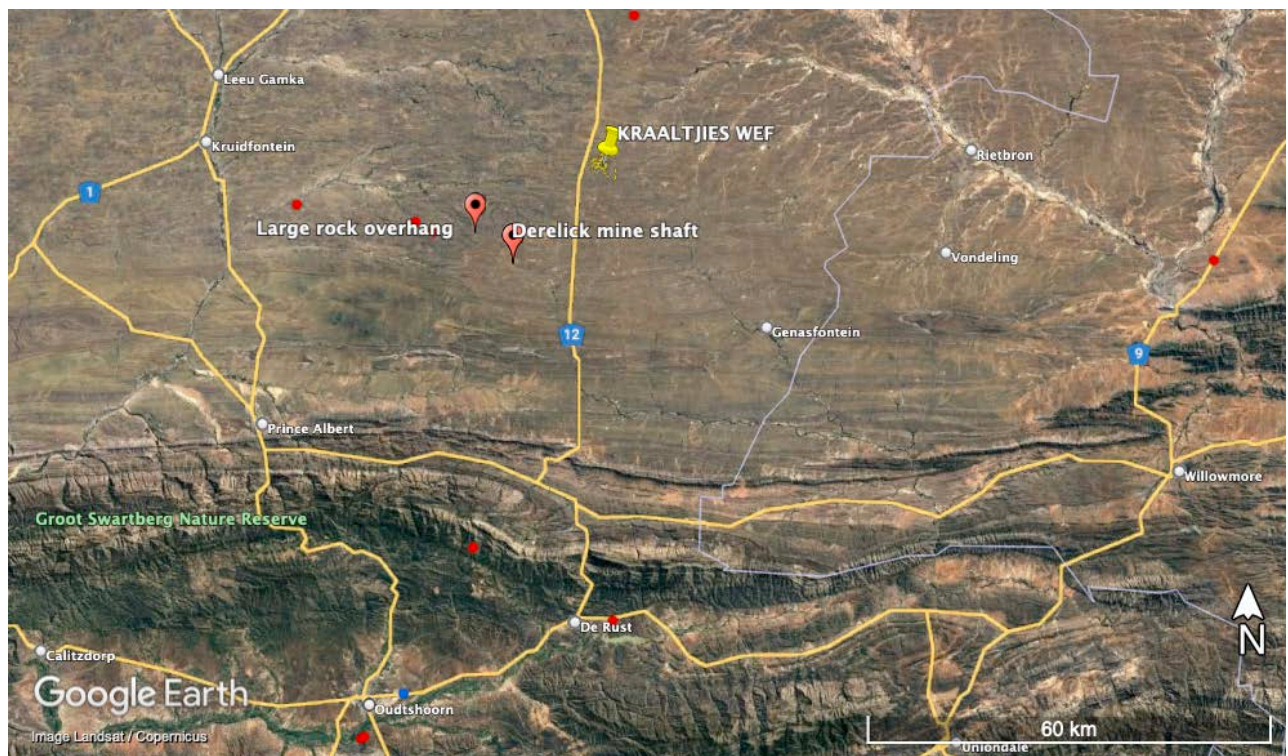 Leeu Gamka
KRAALTJIES WEF
Kruidfontein
Rietbron
1
Large rock overhang
Derelick mine shaft
Vondeling
12
Genasfontein
9
Prince Albert
Willowmore
Groot Swartberg Nature Reserve
De Rust
N
Calitzdorp
Google Earth
Oudtshoorn
60 km
Image Landsat / Copernicus
Uniondale